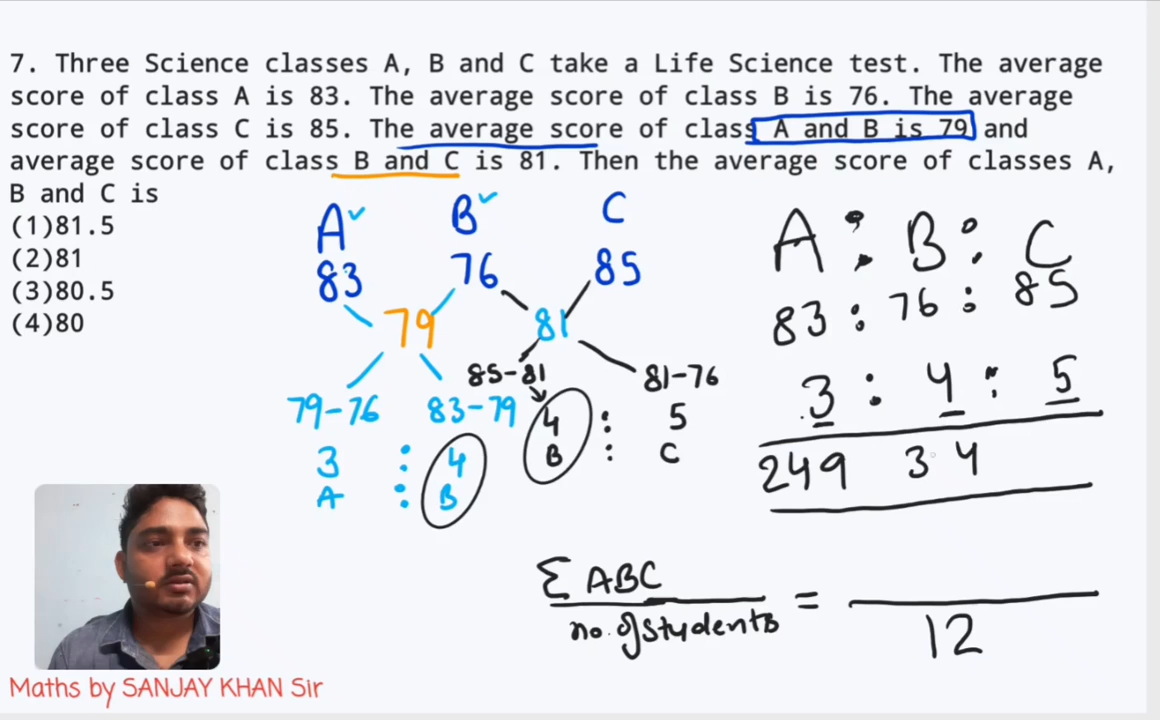 7. Three Science classes A, B and C take a Life Science test. The average
score of class A is 83. The average score of class B is 76. The average
score of class C is 85. The average score of class A and B is 79 and
average score of class B and C is 81. Then the average score of classes A,
B and C is
(1)81.5
(2)81
(3)80.5
(4)80
A B C
83 76 85
79 81
79-76 83-79 85-81 81-76
3 : 4 4 : 5
A : B B : C
A : B : C
83 : 76 : 85
3 : 4 : 5
249 34
Σ ABC
no. of students
=
12
Maths by SANJAY KHAN Sir